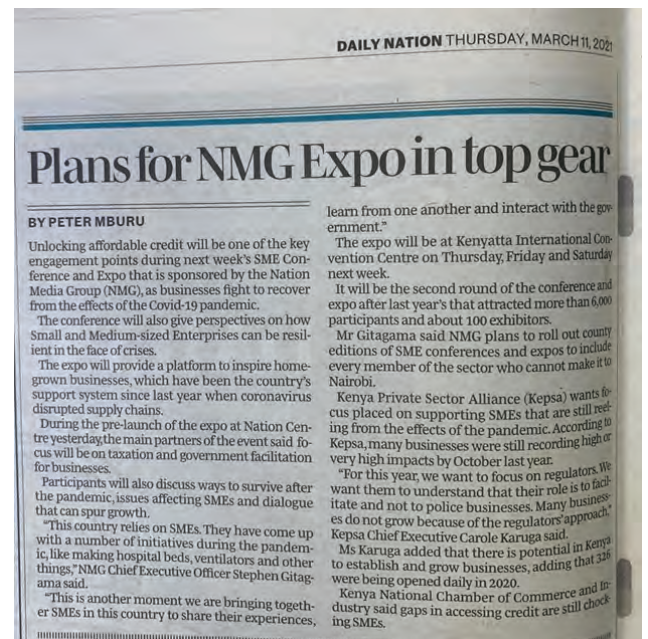 DAILY NATION THURSDAY, MARCH 11, 2021
Plans for NMG Expo in top gear
BY PETER MBURU
Unlocking affordable credit will be one of the key
engagement points during next week's SME Con-
ference and Expo that is sponsored by the Nation
Media Group (NMG), as businesses fight to recover
from the effects of the Covid-19 pandemic.
The conference will also give perspectives on how
Small and Medium-sized Enterprises can be resil-
ient in the face of crises.
The expo will provide a platform to inspire home-
grown businesses, which have been the country's
support system since last year when coronavirus
disrupted supply chains.
During the pre-launch of the expo at Nation Cen-
tre yesterday,the main partners of the event said fo-
cus will be on taxation and government facilitation
for businesses.
Participants will also discuss ways to survive after
the pandemic, issues affecting SMEs and dialogue
that can spur growth.
"This country relies on SMEs. They have come up
with a number of initiatives during the pandem-
ic, like making hospital beds, ventilators and other
things," NMG Chief Executive Officer Stephen Gitag-
ama said.
"This is another moment we are bringing togeth-
er SMEs in this country to share their experiences,
learn from one another and interact with the gov-
ernment."
The expo will be at Kenyatta International Con-
vention Centre on Thursday, Friday and Saturday
next week.
It will be the second round of the conference and
expo after last year's that attracted more than 6,000
participants and about 100 exhibitors.
Mr Gitagama said NMG plans to roll out county
editions of SME conferences and expos to include
every member of the sector who cannot make it to
Nairobi.
Kenya Private Sector Alliance (Kepsa) wants fo-
cus placed on supporting SMEs that are still reel-
ing from the effects of the pandemic. According to
Kepsa, many businesses were still recording high or
very high impacts by October last year.
"For this year, we want to focus on regulators. We
want them to understand that their role is to facil-
itate and not to police businesses. Many business-
es do not grow because of the regulators' approach,"
Kepsa Chief Executive Carole Karuga said.
Ms Karuga added that there is potential in Kenya
to establish and grow businesses, adding that 326
were being opened daily in 2020.
Kenya National Chamber of Commerce and In-
dustry said gaps in accessing credit are still chock-
ing SMEs.